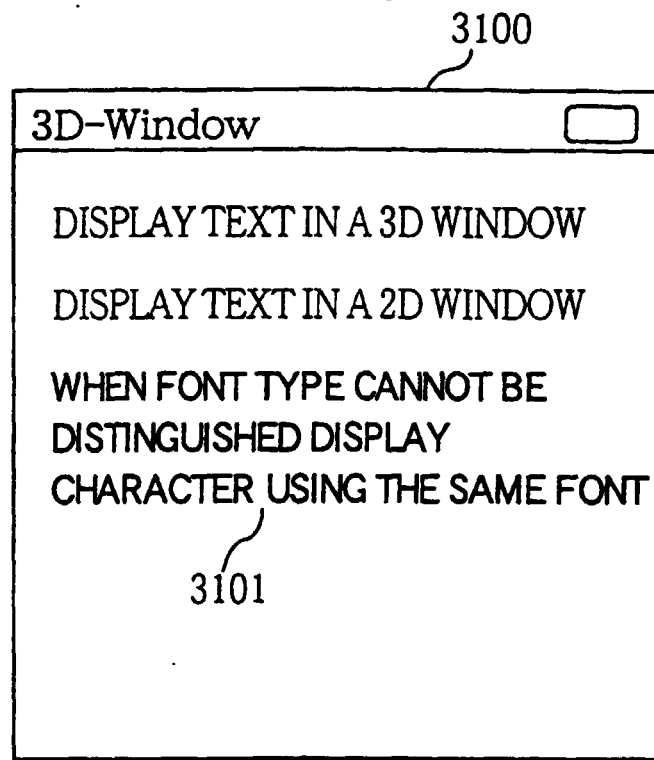 3100
3D-Window
DISPLAY TEXT IN A 3D WINDOW
DISPLAY TEXT IN A 2D WINDOW
WHEN FONT TYPE CANNOT BE
DISTINGUISHED DISPLAY
CHARACTER USING THE SAME FONT
3101